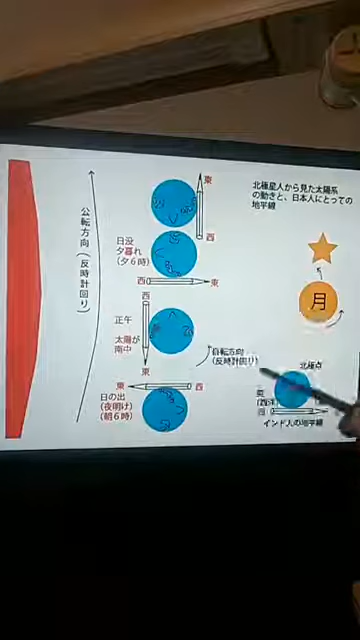 北極星人から見た太陽系
の動きと、日本人にとっての
地平線
公転方向(反時計回り)
東
西
日没
夕暮れ
(夕6時)
西
東
西
正午
太陽が
南中
東
月
自転方向
(反時計回り)
東
西
日の出
(夜明け)
(朝6時)
北極点
インド人の地平線